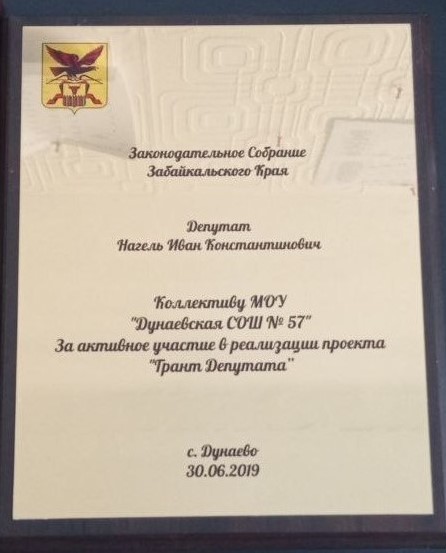 Законодательное Собрание
Забайкальского Края
Депутат
Нагель Иван Константинович
Коллективу МОУ
"Дунаевская СОШ № 57"
За активное участие в реализации проекта
"Грант Депутата"
с. Дунаево
30.06.2019